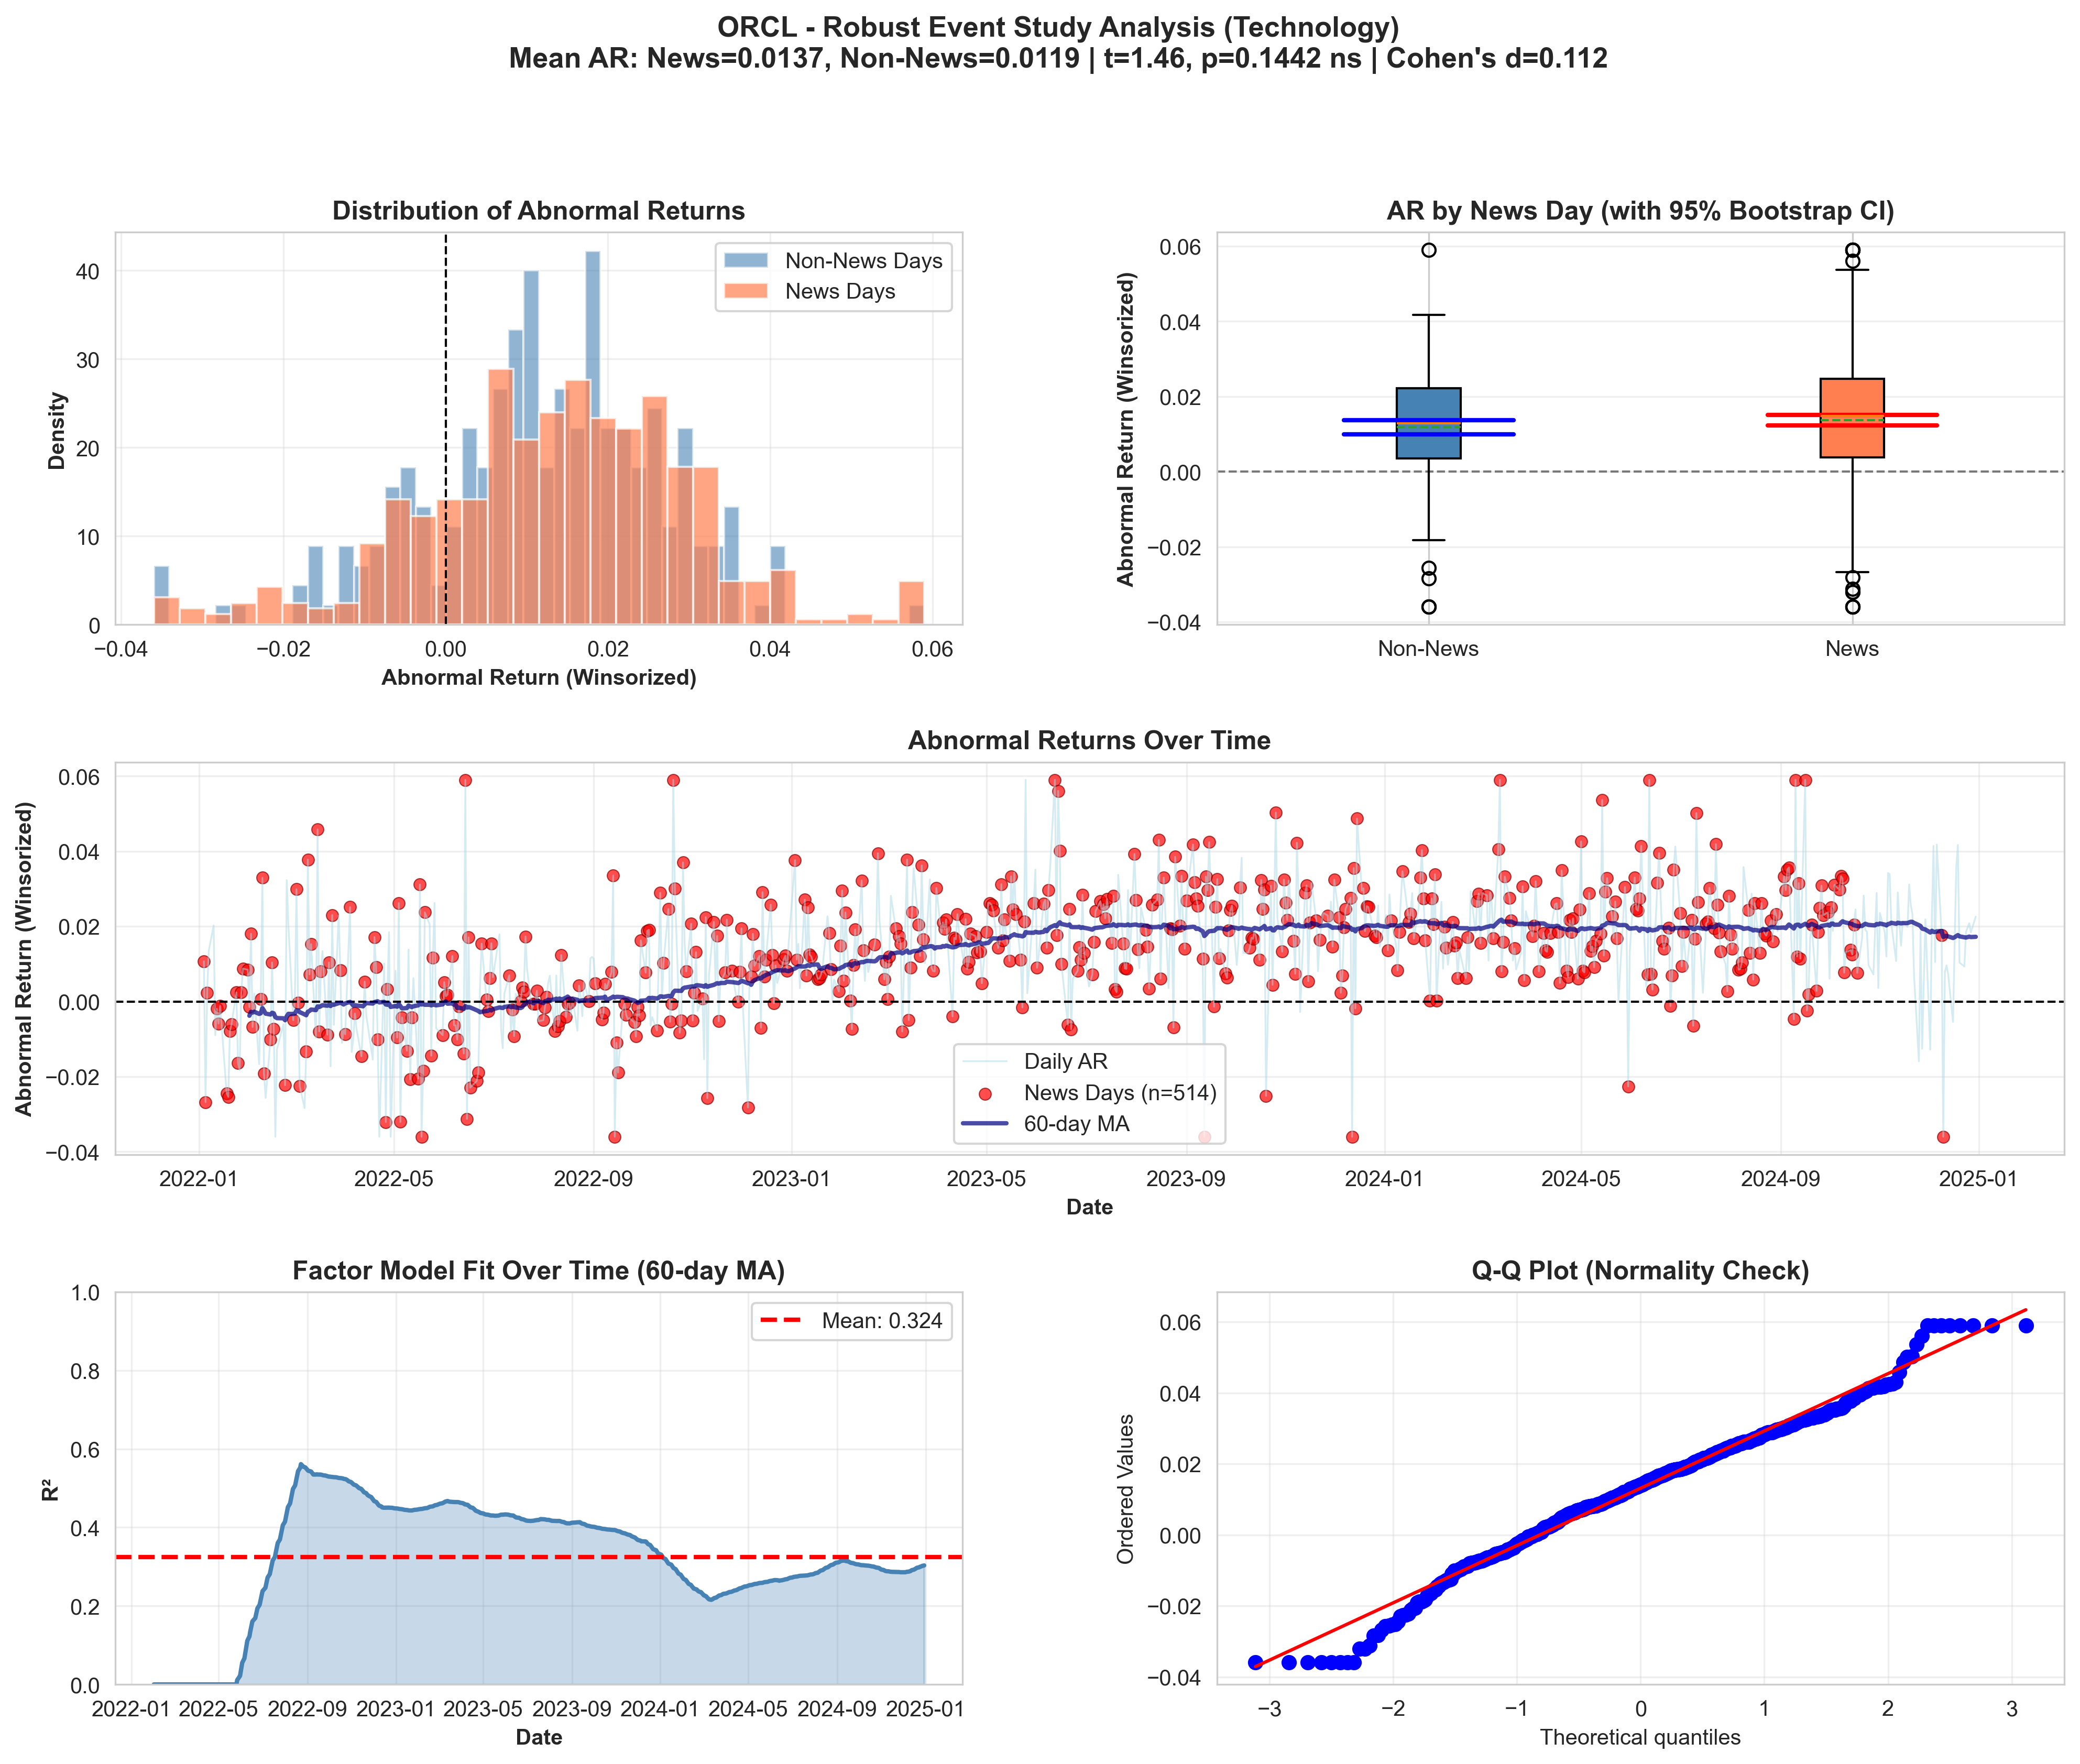 ORCL - Robust Event Study Analysis (Technology)
Mean AR: News=0.0137, Non-News=0.0119 | t=1.46, p=0.1442 ns | Cohen's d=0.112
Distribution of Abnormal Returns
Density
40
30
20
10
0
Non-News Days
News Days
−0.04 −0.02 0.00 0.02 0.04 0.06
Abnormal Return (Winsorized)
AR by News Day (with 95% Bootstrap CI)
Abnormal Return (Winsorized)
0.06
0.04
0.02
0.00
−0.02
−0.04
Non-News News
Abnormal Returns Over Time
Abnormal Return (Winsorized)
0.06
0.04
0.02
0.00
−0.02
−0.04
Daily AR
News Days (n=514)
60-day MA
2022-01 2022-05 2022-09 2023-01 2023-05 2023-09 2024-01 2024-05 2024-09 2025-01
Date
Factor Model Fit Over Time (60-day MA)
R²
1.0
0.8
0.6
0.4
0.2
0.0
Mean: 0.324
2022-01 2022-05 2022-09 2023-01 2023-05 2023-09 2024-01 2024-05 2024-09 2025-01
Date
Q-Q Plot (Normality Check)
Ordered Values
0.06
0.04
0.02
0.00
−0.02
−0.04
−3 −2 −1 0 1 2 3
Theoretical quantiles